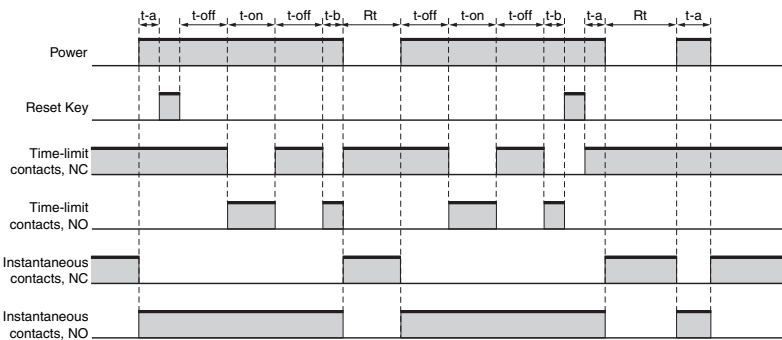 t-a t-off t-on t-off t-b Rt t-off t-on t-off t-b t-a Rt t-a
Power
Reset Key
Time-limit
contacts, NC
Time-limit
contacts, NO
Instantaneous
contacts, NC
Instantaneous
contacts, NO